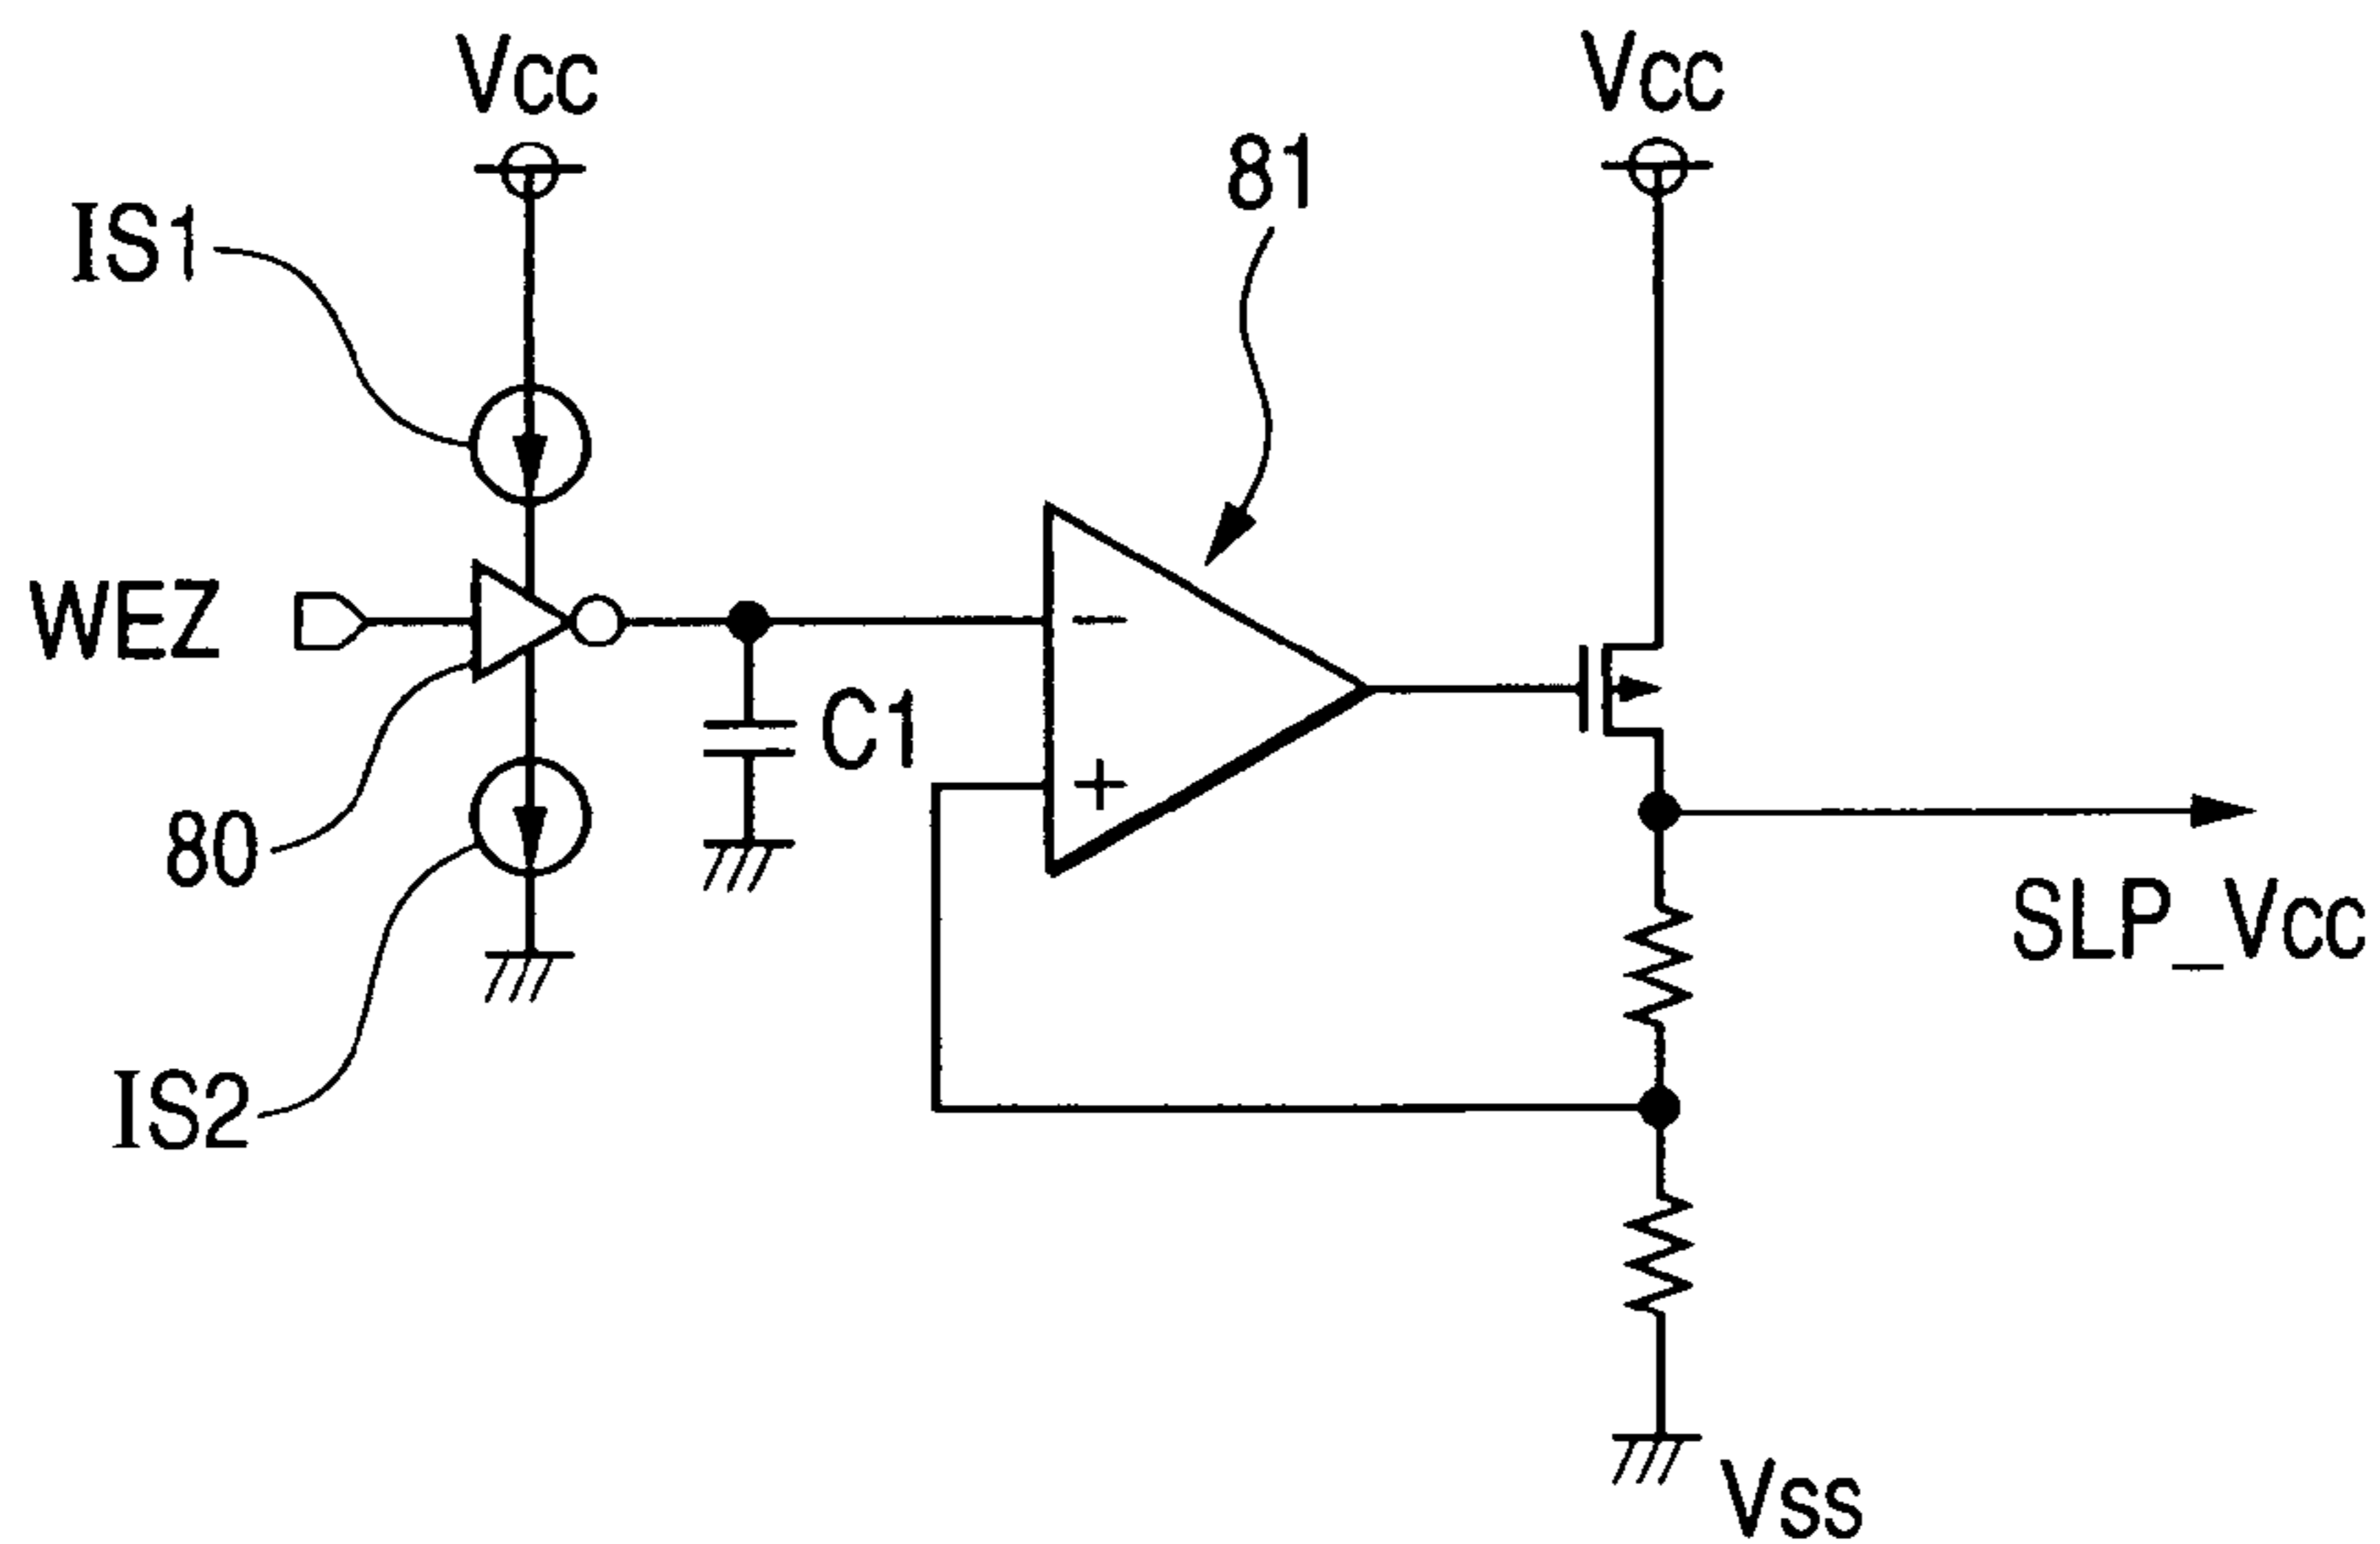 Vcc
Vcc
81
IS1
WEZ
−
C1
+
80
SLP_Vcc
IS2
Vss